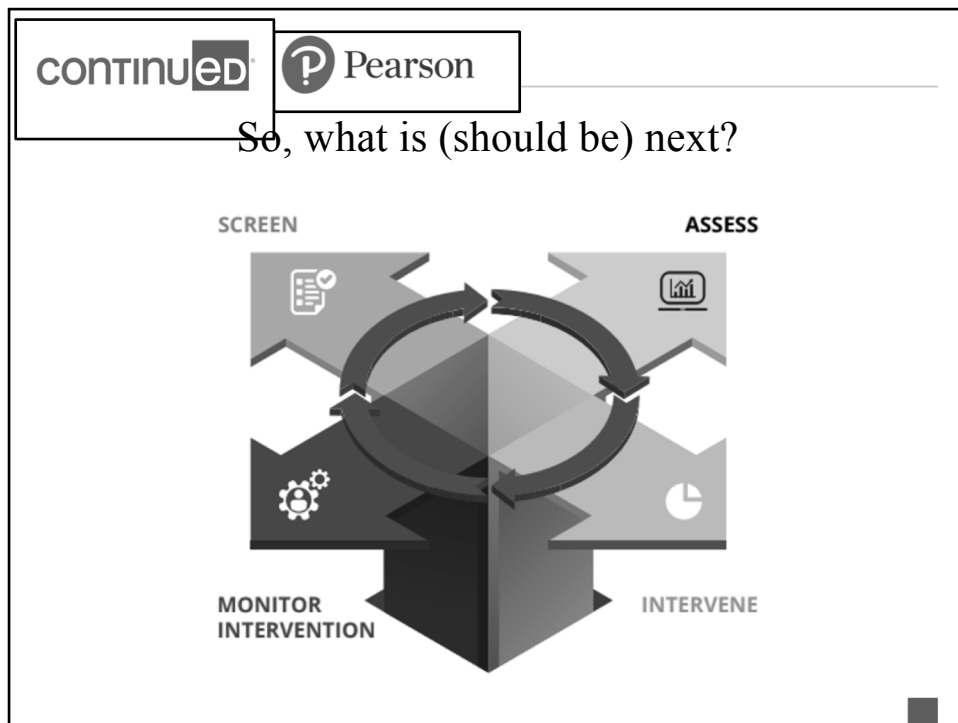 continued
Pearson
So, what is (should be) next?
SCREEN
ASSESS
MONITOR
INTERVENTION
INTERVENE